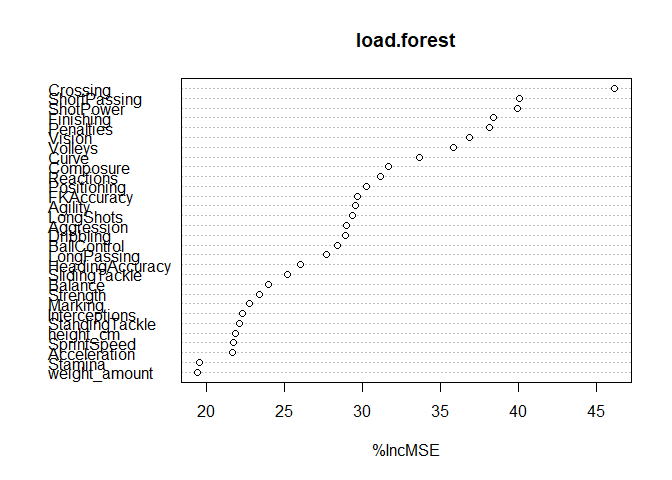 load.forest
Crossing
ShortPassing
ShotPower
Finishing
Penalties
Vision
Volleys
Curve
Composure
Reactions
Positioning
FKAccuracy
Agility
LongShots
Aggression
Dribbling
BallControl
LongPassing
HeadingAccuracy
SlidingTackle
Balance
Strength
Marking
Interceptions
StandingTackle
height_cm
SprintSpeed
Acceleration
Stamina
weight_amount
20 25 30 35 40 45
%IncMSE